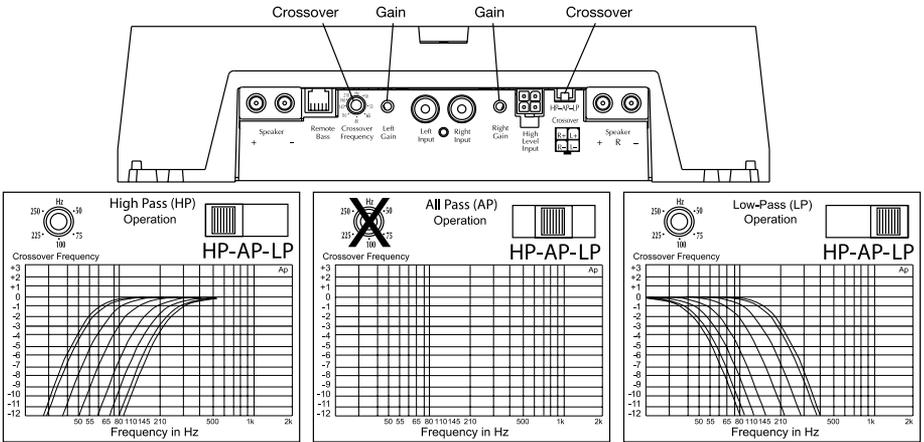 Crossover Gain Gain Crossover
HP-AP-LP
Speaker
+ -
Remote Bass
Crossover Frequency
Left Gain
Left Input
Right Input
Right Gain
High Level Input
Crossover
R+ L+
R- L-
Speaker
+ R -
Hz
250 50
225 75
100
High Pass (HP)
Operation
HP-AP-LP
Crossover Frequency
Ap
+3
+2
+1
0
-1
-2
-3
-4
-5
-6
-7
-8
-9
-10
-11
-12
50 55 65 80 110 145 210 500 1k 2k
Frequency in Hz
Hz
250 50
225 75
100
X
All Pass (AP)
Operation
HP-AP-LP
Crossover Frequency
Ap
+3
+2
+1
0
-1
-2
-3
-4
-5
-6
-7
-8
-9
-10
-11
-12
50 55 65 80 110 145 210 500 1k 2k
Frequency in Hz
Hz
250 50
225 75
100
Low-Pass (LP)
Operation
HP-AP-LP
Crossover Frequency
Ap
+3
+2
+1
0
-1
-2
-3
-4
-5
-6
-7
-8
-9
-10
-11
-12
50 55 65 80 110 145 210 500 1k 2k
Frequency in Hz